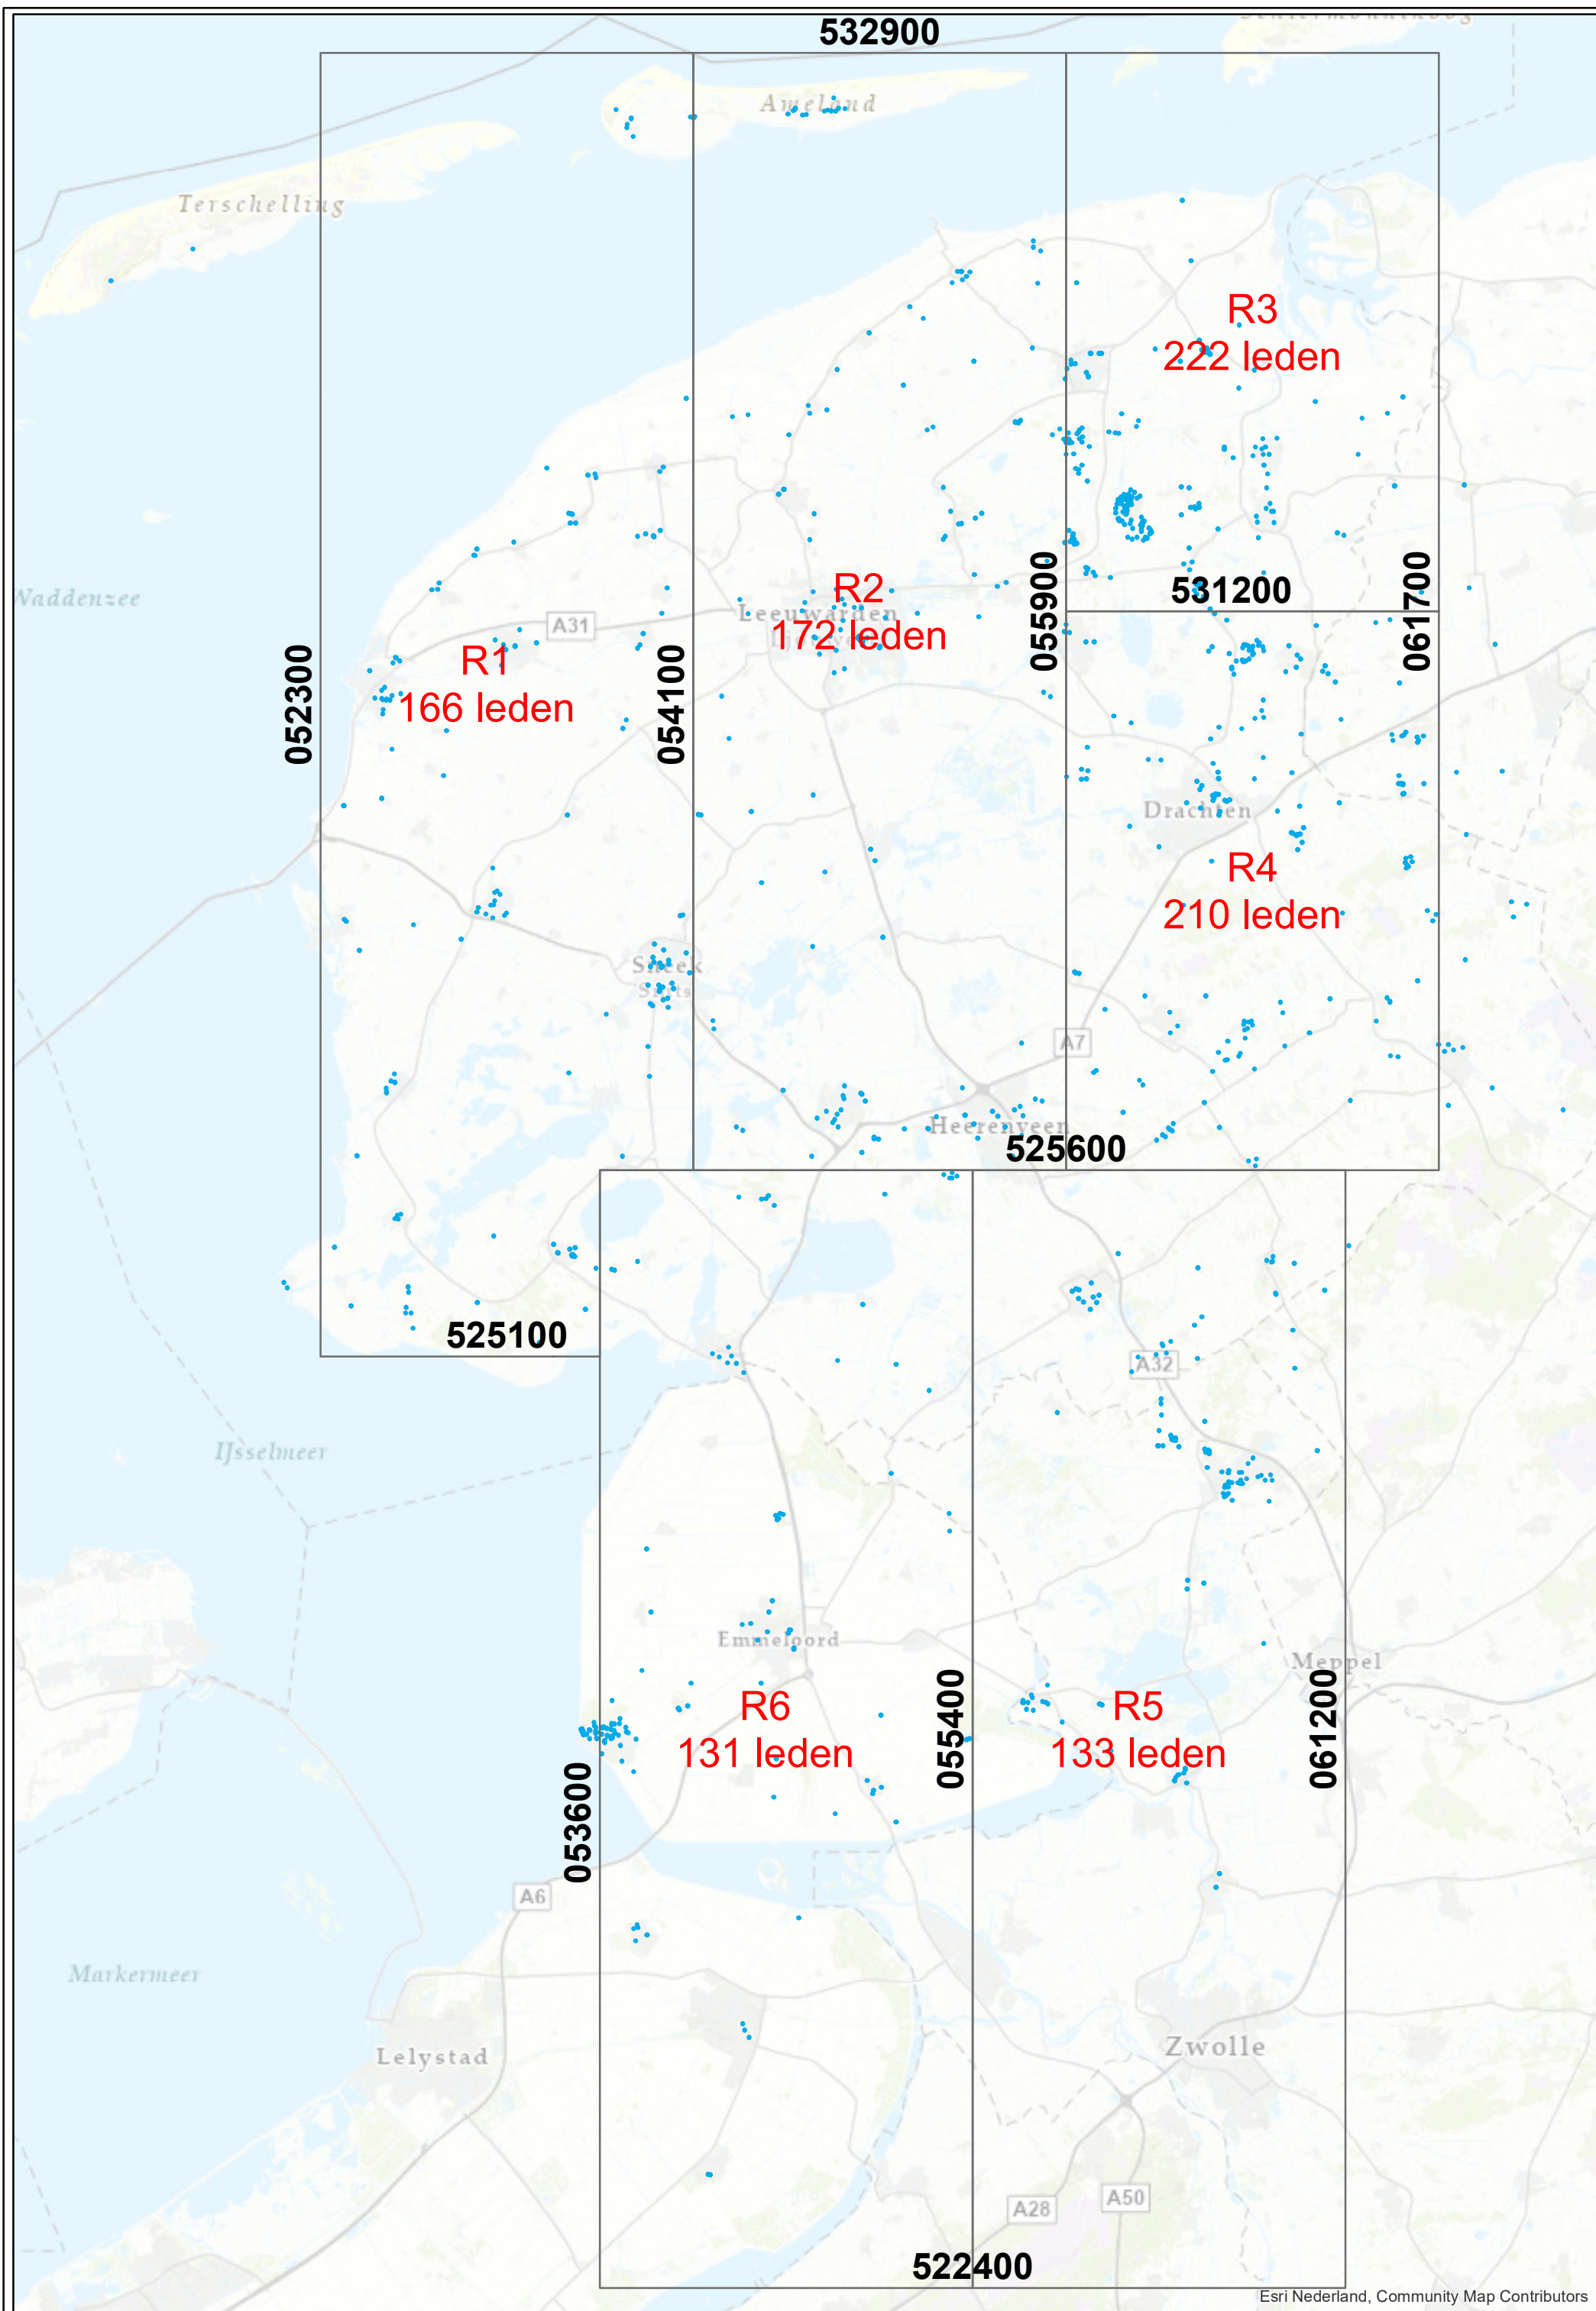 532900
Ameland
Terschelling
R3
222 leden
Waddenzee
R2
Leeuwarden
172 leden
055900
531200
061700
A31
R1
166 leden
052300
054100
Drachten
R4
210 leden
Sneek
Snits
A7
Heerenveen
525600
525100
A32
IJsselmeer
Emmeloord
Meppel
R6
131 leden
055400
R5
133 leden
061200
053600
A6
Markermeer
Lelystad
Zwolle
A28
A50
522400
Esri Nederland, Community Map Contributors